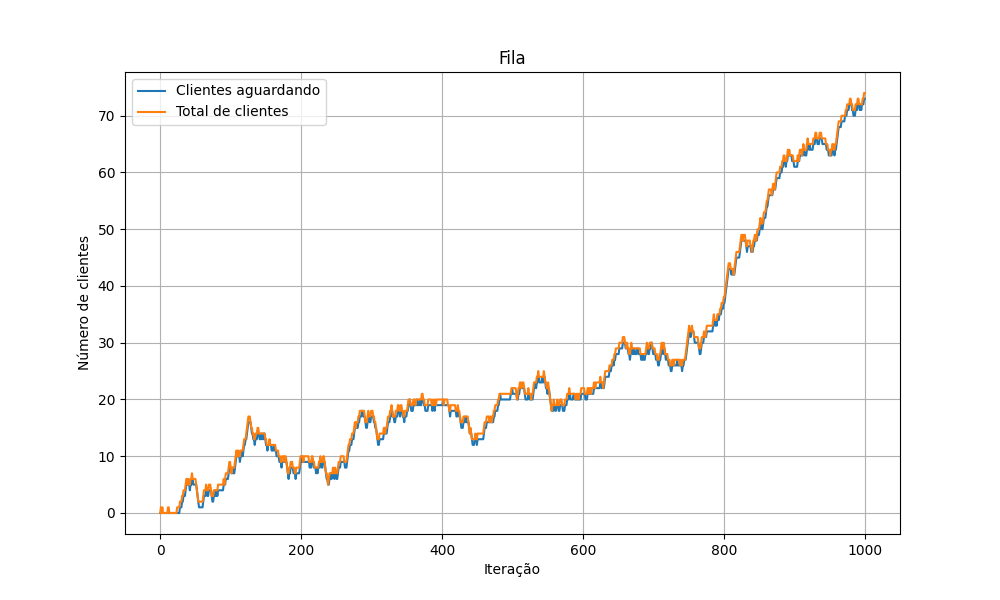 Fila
Clientes aguardando
Total de clientes
Número de clientes
70
60
50
40
30
20
10
0
0 200 400 600 800 1000
Iteração